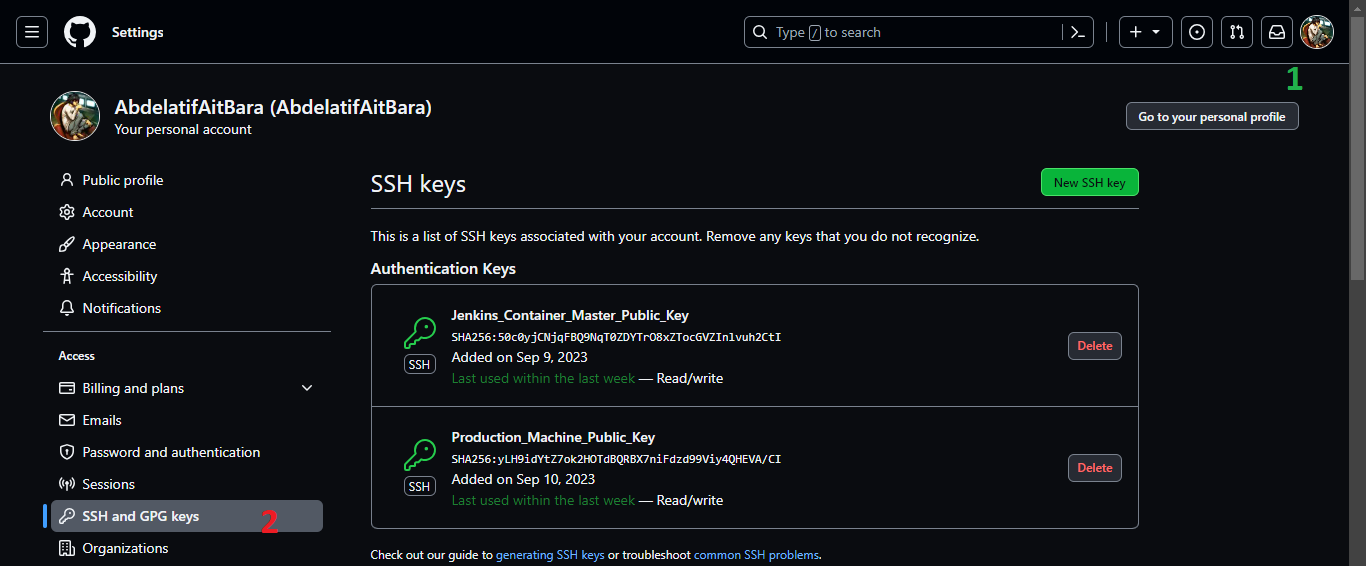 Settings
Type / to search
1
AbdelatifAitBara (AbdelatifAitBara)
Your personal account
Go to your personal profile
Public profile
Account
Appearance
Accessibility
Notifications
Access
Billing and plans
Emails
Password and authentication
Sessions
SSH and GPG keys 2
Organizations
SSH keys
New SSH key
This is a list of SSH keys associated with your account. Remove any keys that you do not recognize.
Authentication Keys
Jenkins_Container_Master_Public_Key
SHA256:50c0yjCNjqFBQ9NqT0ZDYTrO8xZTocGVZInlvuh2CtI
Added on Sep 9, 2023
SSH
Last used within the last week — Read/write
Delete
Production_Machine_Public_Key
SHA256:yLH9idYtZ7ok2HOTdBQRBX7niFdzd99Viy4QHEVA/CI
Added on Sep 10, 2023
SSH
Last used within the last week — Read/write
Delete
Check out our guide to generating SSH keys or troubleshoot common SSH problems.